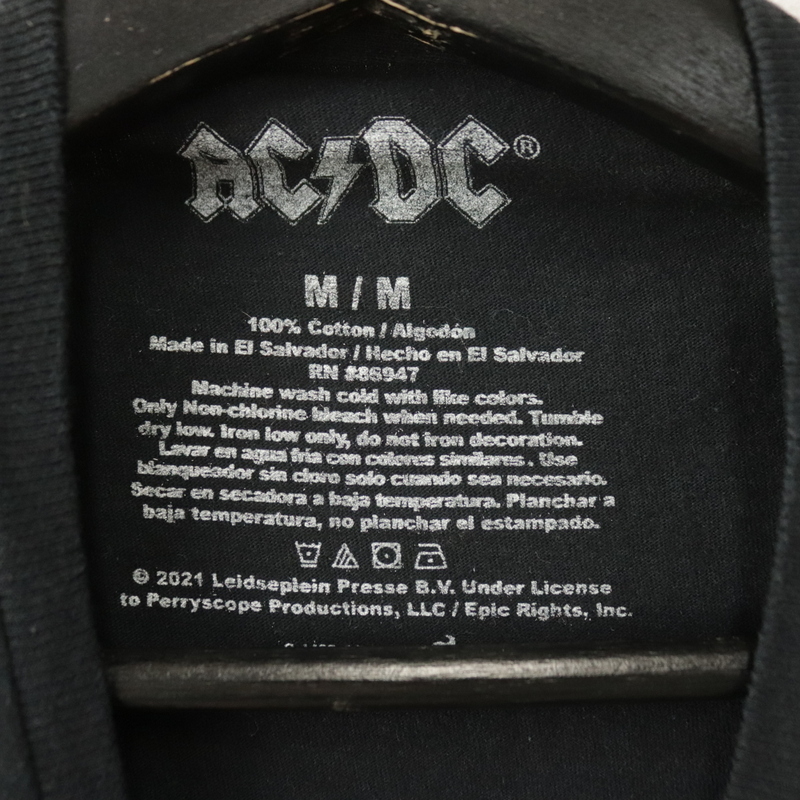 AC⚡DC®
M / M
100% Cotton / Algodón
Made in El Salvador / Hecho en El Salvador
RN #86947
Machine wash cold with like colors.
Only Non-chlorine bleach when needed. Tumble
dry low. Iron low only, do not iron decoration.
Lavar en agua fría con colores similares. Use
blanqueador sin cloro solo cuando sea necesario.
Secar en secadora a baja temperatura. Planchar a
baja temperatura, no planchar el estampado.
© 2021 Leidseplein Presse B.V. Under License
to Perryscope Productions, LLC / Epic Rights, Inc.